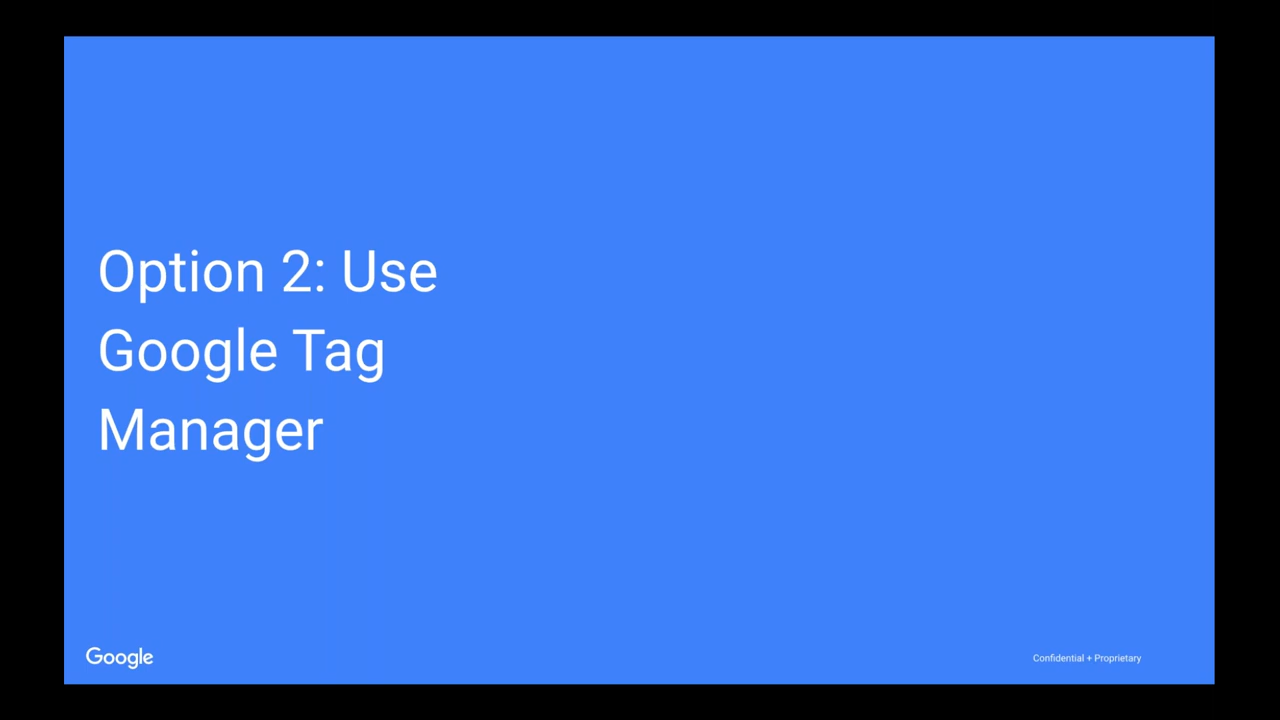 Option 2: Use
Google Tag
Manager
Google
Confidential + Proprietary